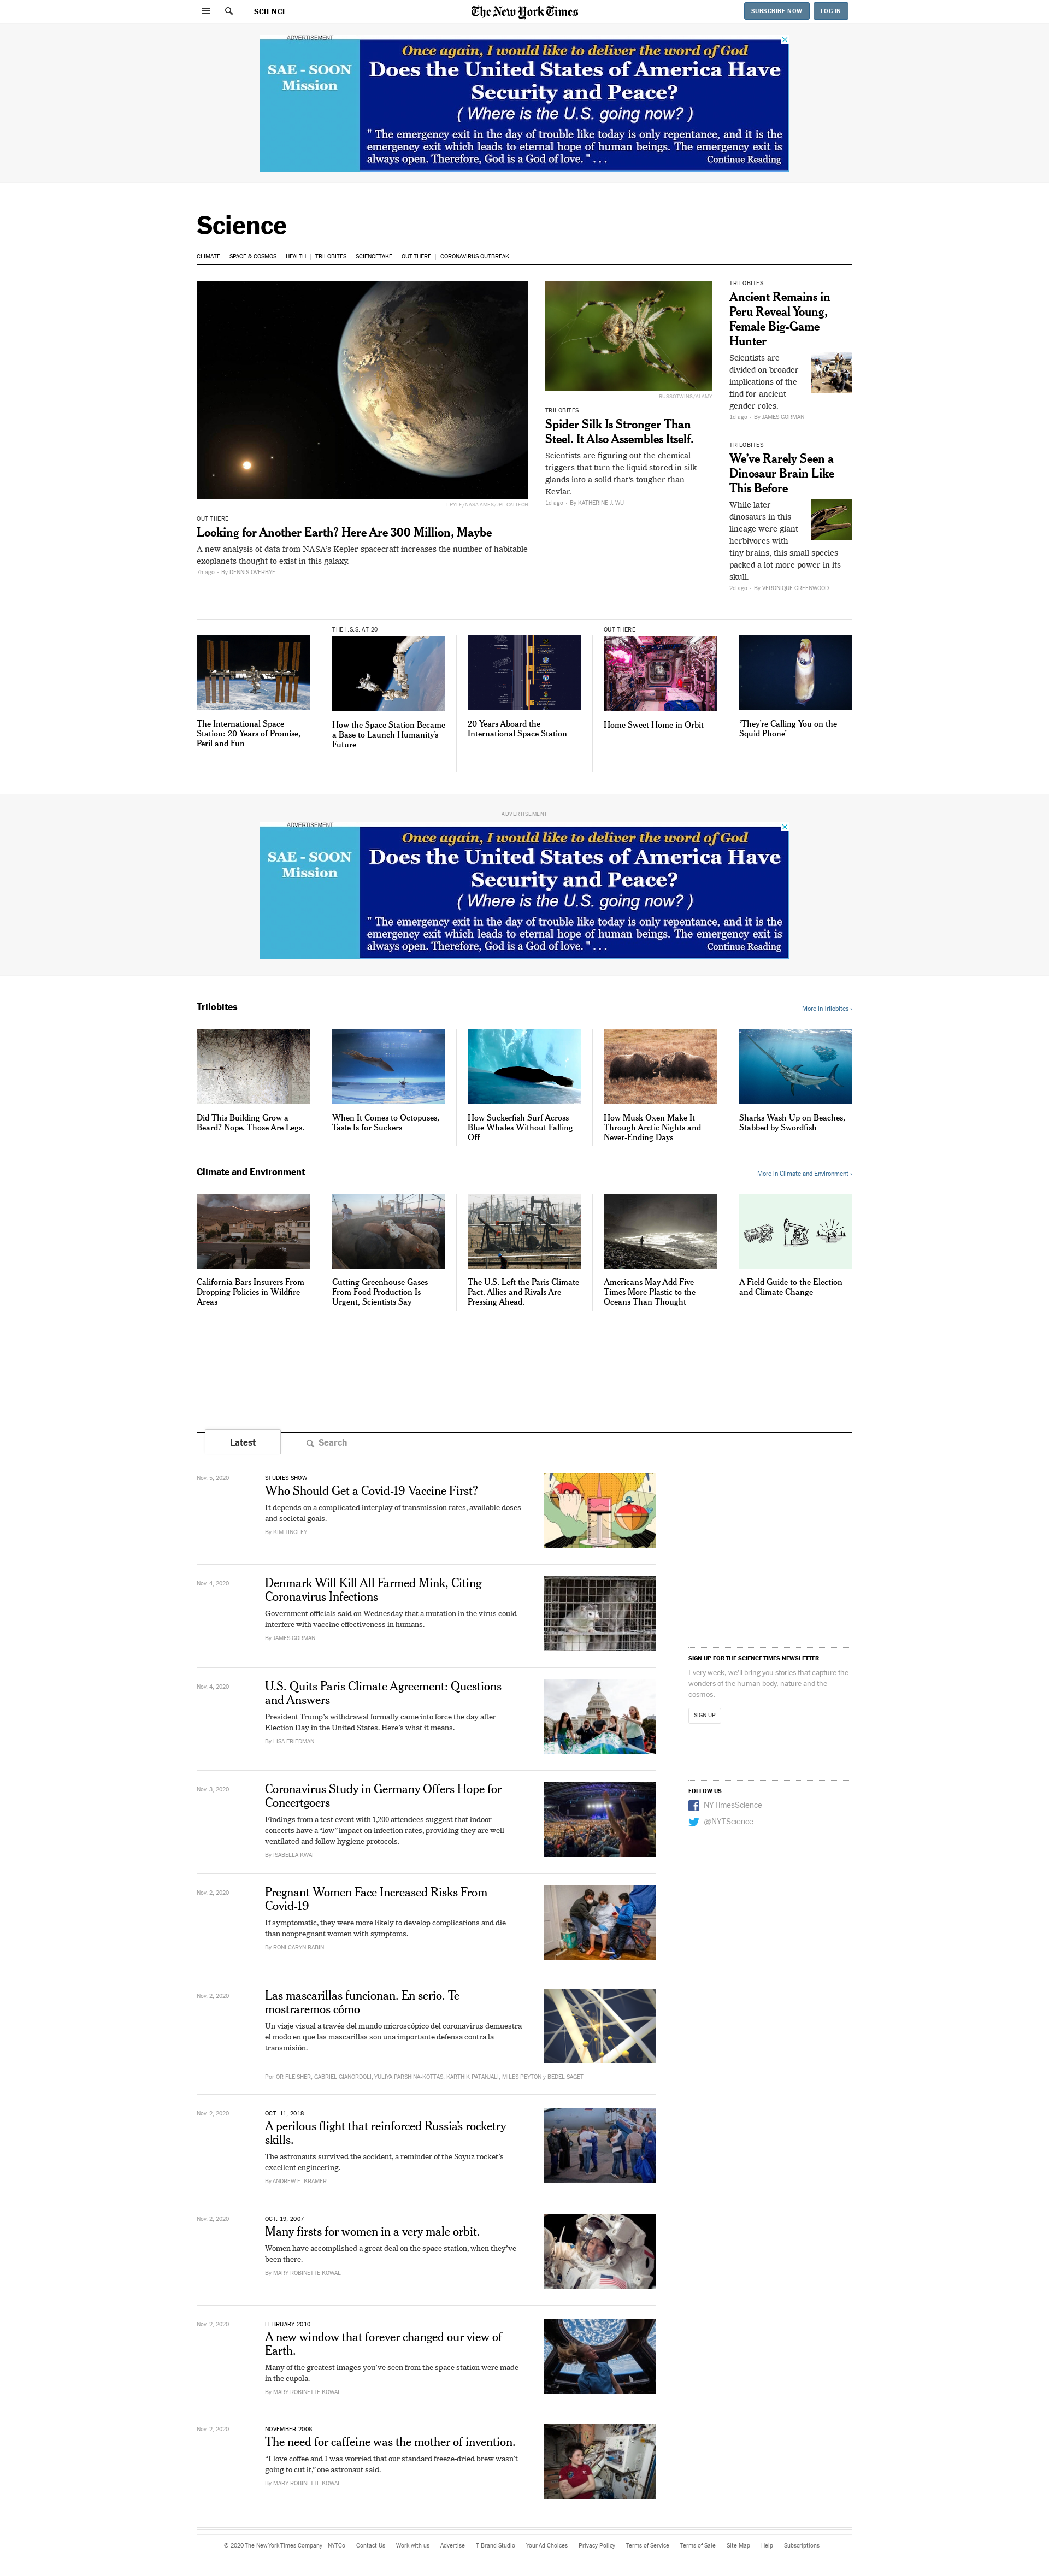 SCIENCE
The New York Times
SUBSCRIBE NOW
LOG IN
ADVERTISEMENT
SAE - SOON
Mission
Once again, I would like to deliver the word of God
Does the United States of America Have
Security and Peace?
( Where is the U.S. going now? )
" The emergency exit in the day of trouble like today is only repentance, and it is the
emergency exit which leads to eternal hope of human beings. The emergency exit is
always open. Therefore, God is a God of love. " . . .
Continue Reading
Science
CLIMATE | SPACE & COSMOS | HEALTH | TRILOBITES | SCIENCETAKE | OUT THERE | CORONAVIRUS OUTBREAK
T. PYLE/NASA AMES/JPL-CALTECH
OUT THERE
Looking for Another Earth? Here Are 300 Million, Maybe
A new analysis of data from NASA's Kepler spacecraft increases the number of habitable
exoplanets thought to exist in this galaxy.
7h ago - By DENNIS OVERBYE
RUSSOTWINS/ALAMY
TRILOBITES
Spider Silk Is Stronger Than
Steel. It Also Assembles Itself.
Scientists are figuring out the chemical
triggers that turn the liquid stored in silk
glands into a solid that's tougher than
Kevlar.
1d ago - By KATHERINE J. WU
TRILOBITES
Ancient Remains in
Peru Reveal Young,
Female Big-Game
Hunter
Scientists are
divided on broader
implications of the
find for ancient
gender roles.
1d ago - By JAMES GORMAN
TRILOBITES
We've Rarely Seen a
Dinosaur Brain Like
This Before
While later
dinosaurs in this
lineage were giant
herbivores with
tiny brains, this small species
packed a lot more power in its
skull.
2d ago - By VERONIQUE GREENWOOD
The International Space
Station: 20 Years of Promise,
Peril and Fun
THE I.S.S. AT 20
How the Space Station Became
a Base to Launch Humanity's
Future
20 Years Aboard the
International Space Station
OUT THERE
Home Sweet Home in Orbit
'They're Calling You on the
Squid Phone'
ADVERTISEMENT
ADVERTISEMENT
SAE - SOON
Mission
Once again, I would like to deliver the word of God
Does the United States of America Have
Security and Peace?
( Where is the U.S. going now? )
" The emergency exit in the day of trouble like today is only repentance, and it is the
emergency exit which leads to eternal hope of human beings. The emergency exit is
always open. Therefore, God is a God of love. " . . .
Continue Reading
Trilobites
More in Trilobites ›
Did This Building Grow a
Beard? Nope. Those Are Legs.
When It Comes to Octopuses,
Taste Is for Suckers
How Suckerfish Surf Across
Blue Whales Without Falling
Off
How Musk Oxen Make It
Through Arctic Nights and
Never-Ending Days
Sharks Wash Up on Beaches,
Stabbed by Swordfish
Climate and Environment
More in Climate and Environment ›
California Bars Insurers From
Dropping Policies in Wildfire
Areas
Cutting Greenhouse Gases
From Food Production Is
Urgent, Scientists Say
The U.S. Left the Paris Climate
Pact. Allies and Rivals Are
Pressing Ahead.
Americans May Add Five
Times More Plastic to the
Oceans Than Thought
A Field Guide to the Election
and Climate Change
Latest
Search
Nov. 5, 2020
STUDIES SHOW
Who Should Get a Covid-19 Vaccine First?
It depends on a complicated interplay of transmission rates, available doses
and societal goals.
By KIM TINGLEY
Nov. 4, 2020
Denmark Will Kill All Farmed Mink, Citing
Coronavirus Infections
Government officials said on Wednesday that a mutation in the virus could
interfere with vaccine effectiveness in humans.
By JAMES GORMAN
Nov. 4, 2020
U.S. Quits Paris Climate Agreement: Questions
and Answers
President Trump's withdrawal formally came into force the day after
Election Day in the United States. Here's what it means.
By LISA FRIEDMAN
Nov. 3, 2020
Coronavirus Study in Germany Offers Hope for
Concertgoers
Findings from a test event with 1,200 attendees suggest that indoor
concerts have a "low" impact on infection rates, providing they are well
ventilated and follow hygiene protocols.
By ISABELLA KWAI
Nov. 2, 2020
Pregnant Women Face Increased Risks From
Covid-19
If symptomatic, they were more likely to develop complications and die
than nonpregnant women with symptoms.
By RONI CARYN RABIN
Nov. 2, 2020
Las mascarillas funcionan. En serio. Te
mostraremos cómo
Un viaje visual a través del mundo microscópico del coronavirus demuestra
el modo en que las mascarillas son una importante defensa contra la
transmisión.
Por OR FLEISHER, GABRIEL GIANORDOLI, YULIYA PARSHINA-KOTTAS, KARTHIK PATANJALI, MILES PEYTON y BEDEL SAGET
Nov. 2, 2020
OCT. 11, 2018
A perilous flight that reinforced Russia's rocketry
skills.
The astronauts survived the accident, a reminder of the Soyuz rocket's
excellent engineering.
By ANDREW E. KRAMER
Nov. 2, 2020
OCT. 19, 2007
Many firsts for women in a very male orbit.
Women have accomplished a great deal on the space station, when they've
been there.
By MARY ROBINETTE KOWAL
Nov. 2, 2020
FEBRUARY 2010
A new window that forever changed our view of
Earth.
Many of the greatest images you've seen from the space station were made
in the cupola.
By MARY ROBINETTE KOWAL
Nov. 2, 2020
NOVEMBER 2008
The need for caffeine was the mother of invention.
"I love coffee and I was worried that our standard freeze-dried brew wasn't
going to cut it," one astronaut said.
By MARY ROBINETTE KOWAL
SIGN UP FOR THE SCIENCE TIMES NEWSLETTER
Every week, we'll bring you stories that capture the
wonders of the human body, nature and the
cosmos.
SIGN UP
FOLLOW US
NYTimesScience
@NYTScience
© 2020 The New York Times Company NYTCo Contact Us Work with us Advertise T Brand Studio Your Ad Choices Privacy Policy Terms of Service Terms of Sale Site Map Help Subscriptions